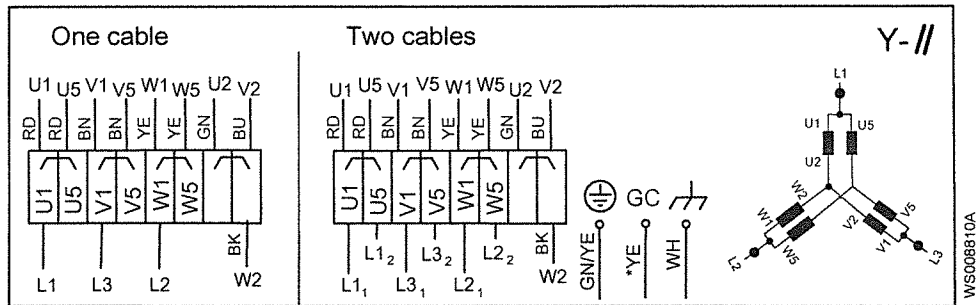 One cable
Two cables
Y-//
U1 U5 V1 V5 W1 W5 U2 V2
RD RD BN BN YE YE GN BU
U1 U5 V1 V5 W1 W5
BK
L1 L3 L2 W2
U1 U5 V1 V5 W1 W5 U2 V2
RD RD BN BN YE YE GN BU
U1 U5 V1 V5 W1 W5
BK
L1₁ L1₂ L3₁ L3₂ L2₁ L2₂ W2
GC
GN/YE *YE WH
L1
U1 U5
U2
W2 V5
W1 V2
W5 V1
L2 L3
WS008810A